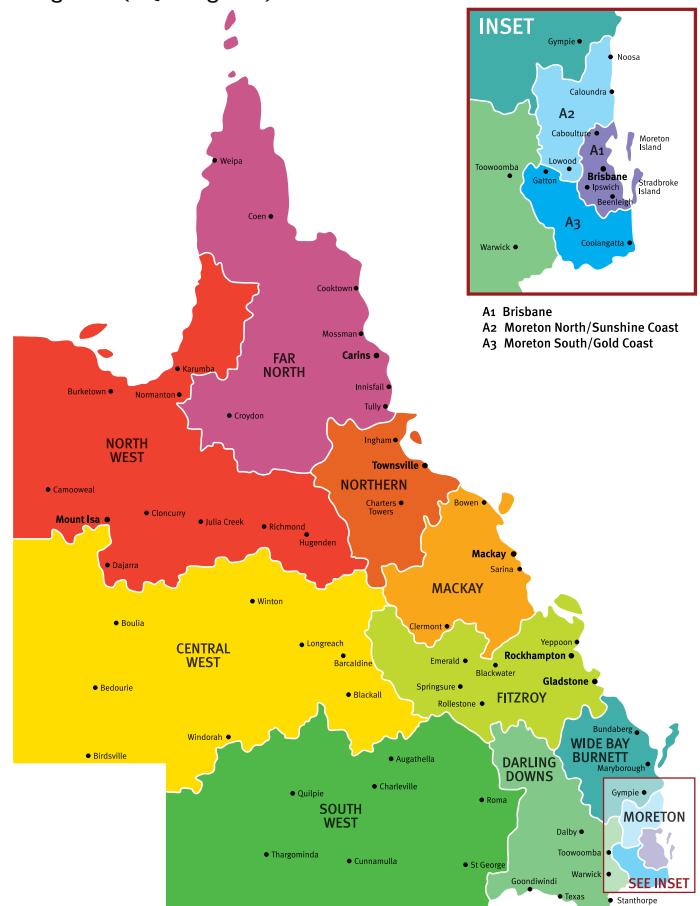 INSET
Gympie
Noosa
Caloundra
A2
Caboulture
A1
Moreton
Island
Lowood
Toowoomba
Gatton
Brisbane
Stradbroke
Island
Ipswich
Beenleigh
A3
Warwick
Coolangatta
A1 Brisbane
A2 Moreton North/Sunshine Coast
A3 Moreton South/Gold Coast
Weipa
Coen
Cooktown
Mossman
Carins
FAR
NORTH
Karumba
Burketown
Normanton
Innisfail
Tully
Croydon
NORTH
WEST
Ingham
Townsville
NORTHERN
Camooweal
Charters
Towers
Bowen
Mount Isa
Cloncurry
Julia Creek
Richmond
Hugenden
Mackay
Dajarra
Sarina
MACKAY
Winton
Boulia
Clermont
CENTRAL
WEST
Longreach
Barcaldine
Yeppoon
Rockhampton
Emerald
Blackwater
Bedourie
Blackall
Springsure
Gladstone
Rollestone
FITZROY
Windorah
Bundaberg
WIDE BAY
BURNETT
Birdsville
Augathella
DARLING
DOWNS
Maryborough
Quilpie
Charleville
Roma
Gympie
SOUTH
WEST
MORETON
Dalby
Thargominda
Cunnamulla
St George
Toowoomba
Warwick
SEE INSET
Goondiwindi
Texas
Stanthorpe